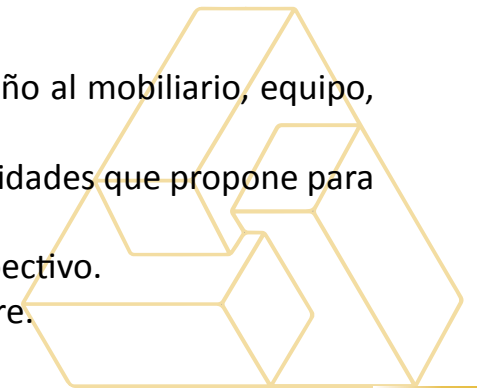 ño al mobiliario, equipo,
idades que propone para
ectivo.
re.